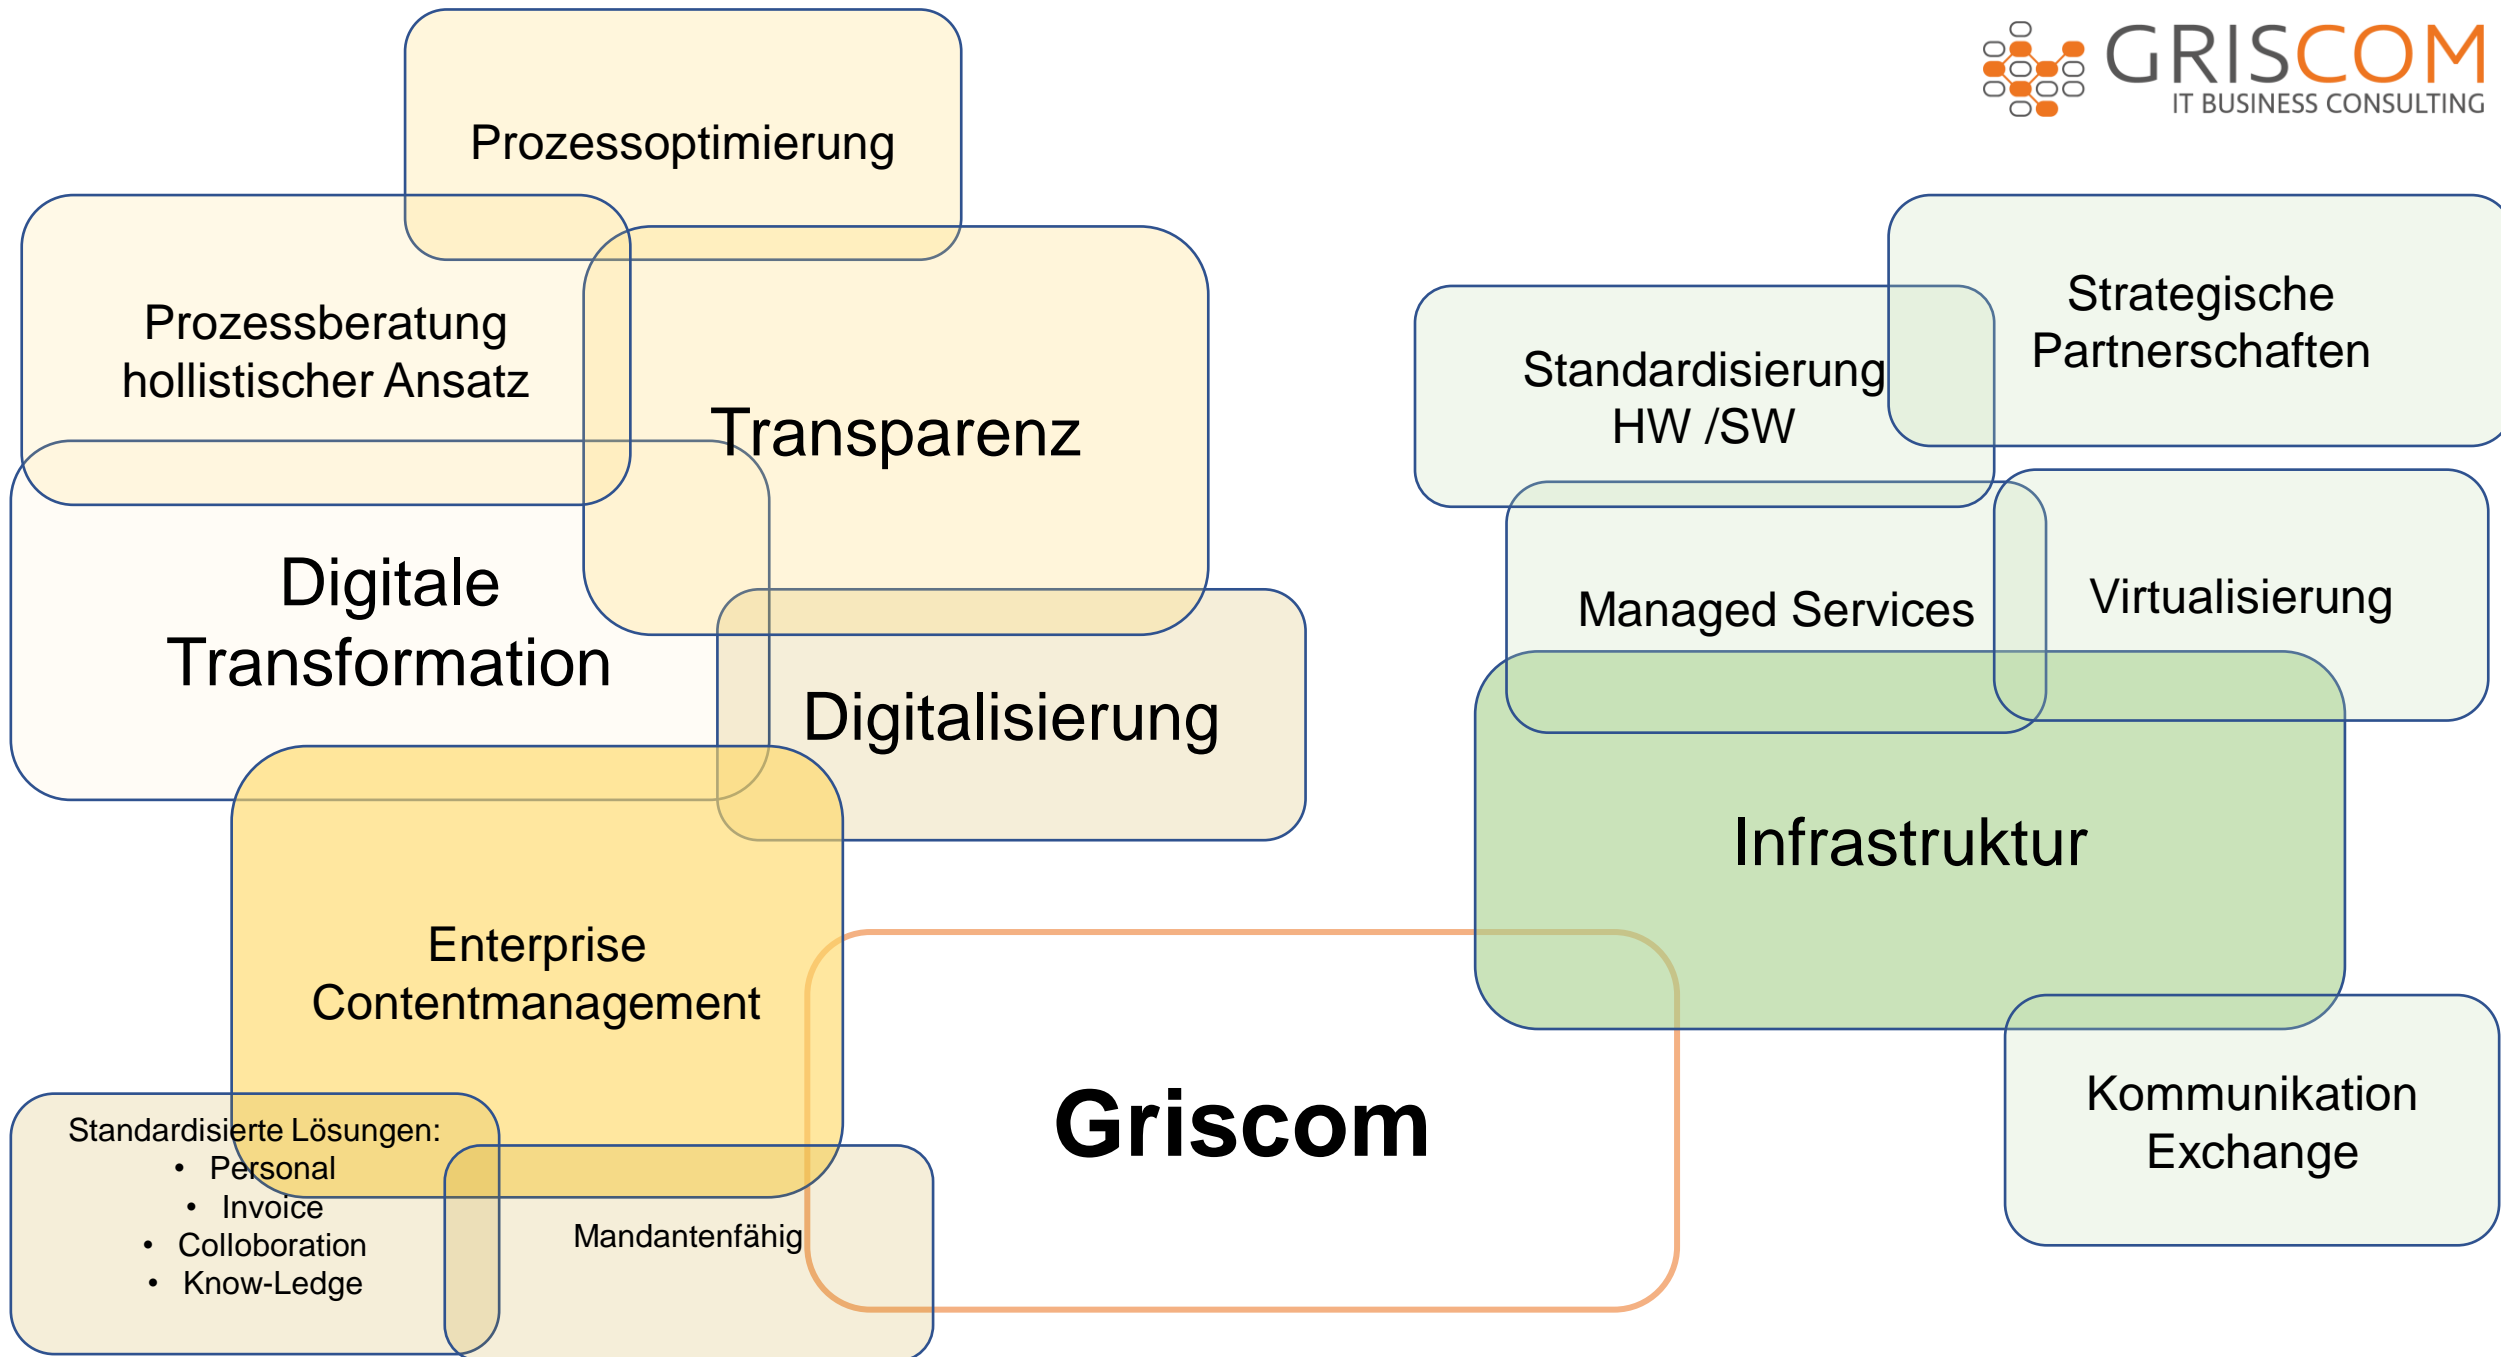 GRISCOM
IT BUSINESS CONSULTING
Prozessoptimierung
Prozessberatung
hollistischer Ansatz
Transparenz
Digitale
Transformation
Digitalisierung
Enterprise
Contentmanagement
Standardisierte Lösungen:
• Personal
• Invoice
• Colloboration
• Know-Ledge
Mandantenfähig
Griscom
Strategische
Partnerschaften
Standardisierung
HW /SW
Managed Services
Virtualisierung
Infrastruktur
Kommunikation
Exchange